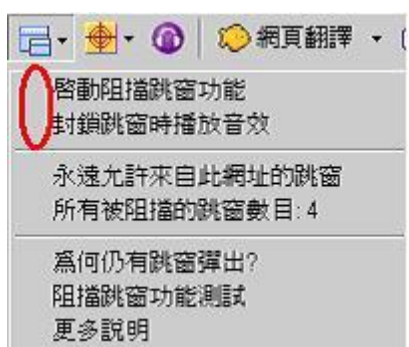 網頁翻譯
啓動阻擋跳窗功能
封鎖跳窗時播放音效
永遠允許來自此網址的跳窗
所有被阻擋的跳窗數目: 4
爲何仍有跳窗彈出?
阻擋跳窗功能測試
更多說明